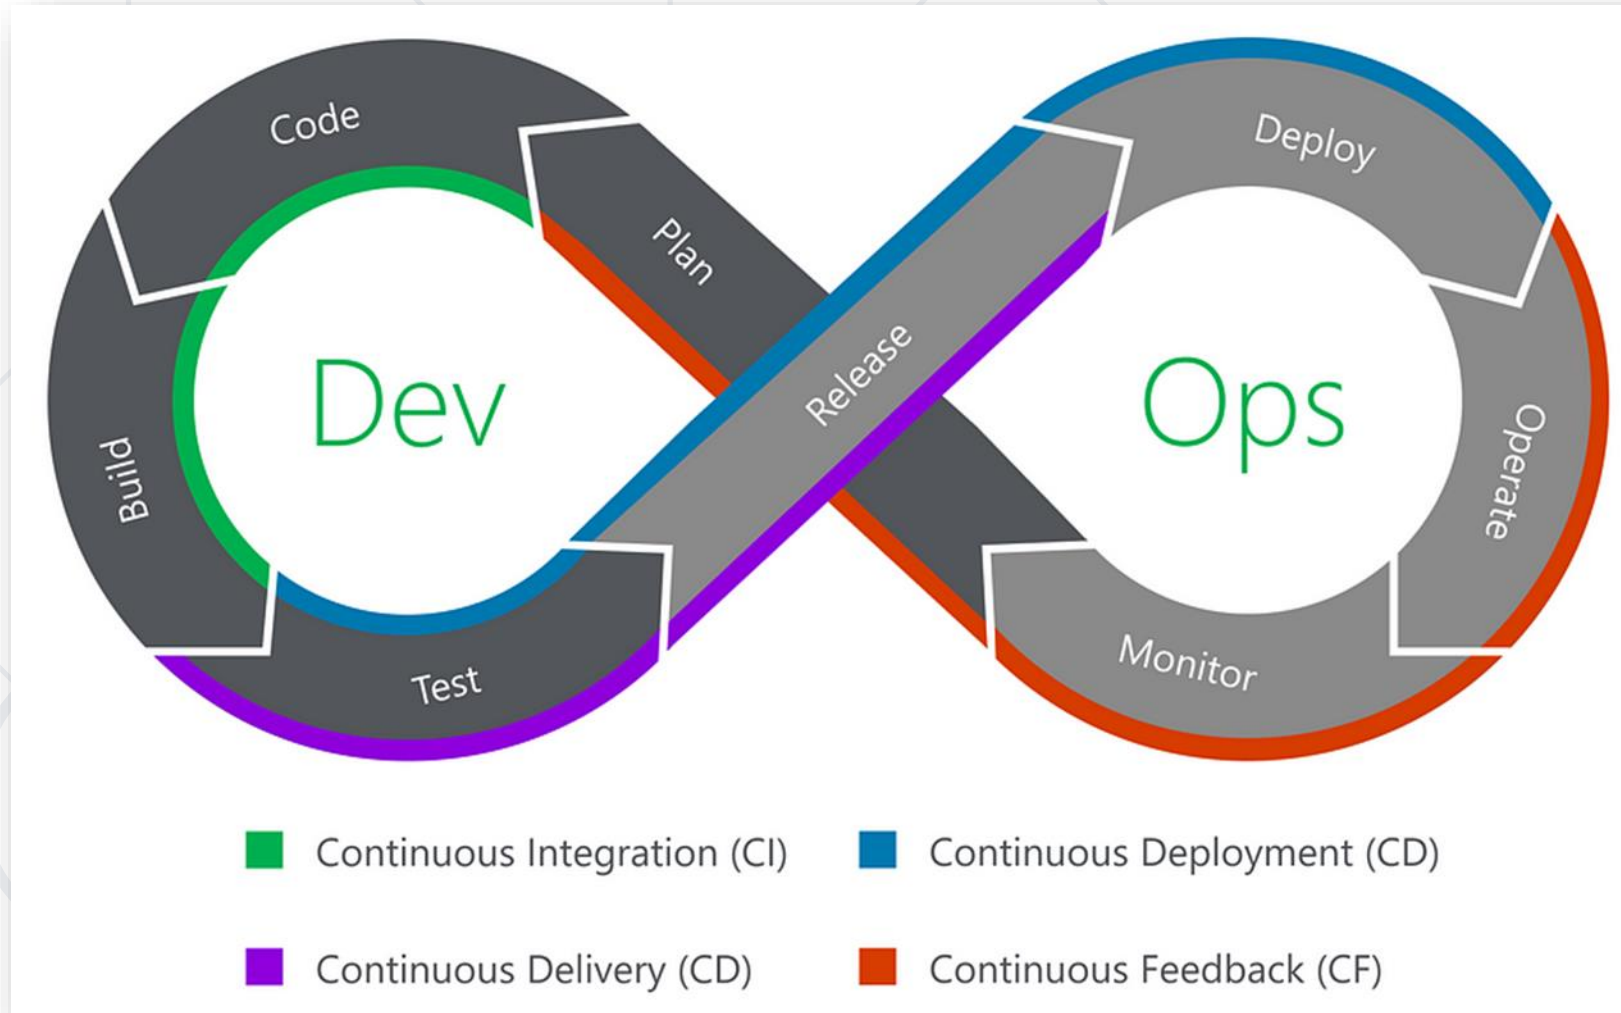 Code
Plan
Build
Test
Dev
Release
Deploy
Operate
Monitor
Ops
Continuous Integration (CI)
Continuous Deployment (CD)
Continuous Delivery (CD)
Continuous Feedback (CF)